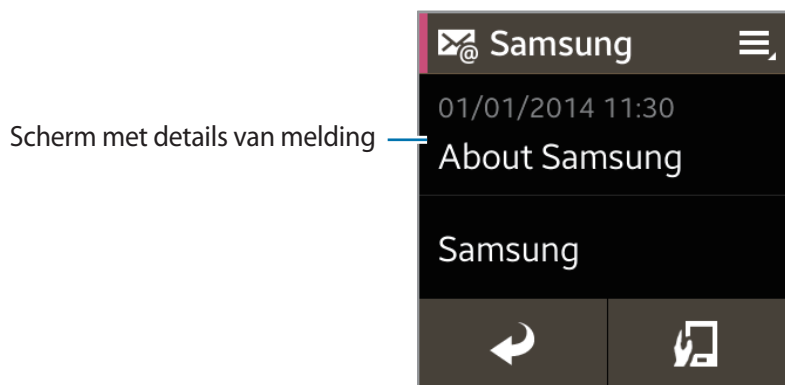 Samsung
01/01/2014 11:30
Scherm met details van melding
About Samsung
Samsung